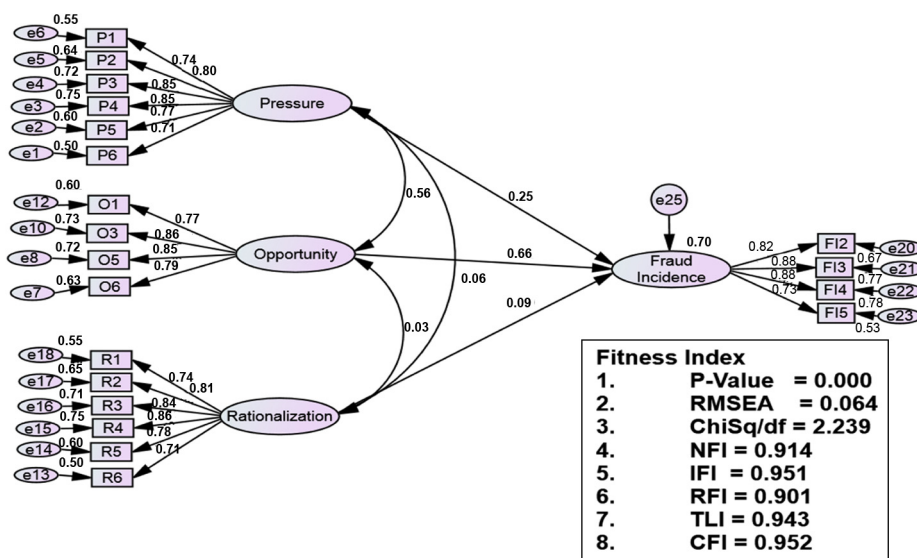 e6 0.55 P1
e5 0.64 P2
e4 0.72 P3
e3 0.75 P4
e2 0.60 P5
e1 0.50 P6
0.74
0.80
0.85
0.85
0.77
0.71
Pressure
e12 0.60 O1
e10 0.73 O3
e8 0.72 O5
e7 0.63 O6
0.77
0.86
0.85
0.79
Opportunity
e18 0.55 R1
e17 0.65 R2
e16 0.71 R3
e15 0.75 R4
e14 0.60 R5
e13 0.50 R6
0.74
0.81
0.84
0.86
0.78
0.71
Rationalization
0.56
0.06
0.03
0.25
0.66
0.09
e25
0.70
Fraud
Incidence
0.82
0.88
0.88
0.73
FI2 e20
0.67
FI3 e21
0.77
FI4 e22
0.78
FI5 e23
0.53
Fitness Index
1. P-Value = 0.000
2. RMSEA = 0.064
3. ChiSq/df = 2.239
4. NFI = 0.914
5. IFI = 0.951
6. RFI = 0.901
7. TLI = 0.943
8. CFI = 0.952